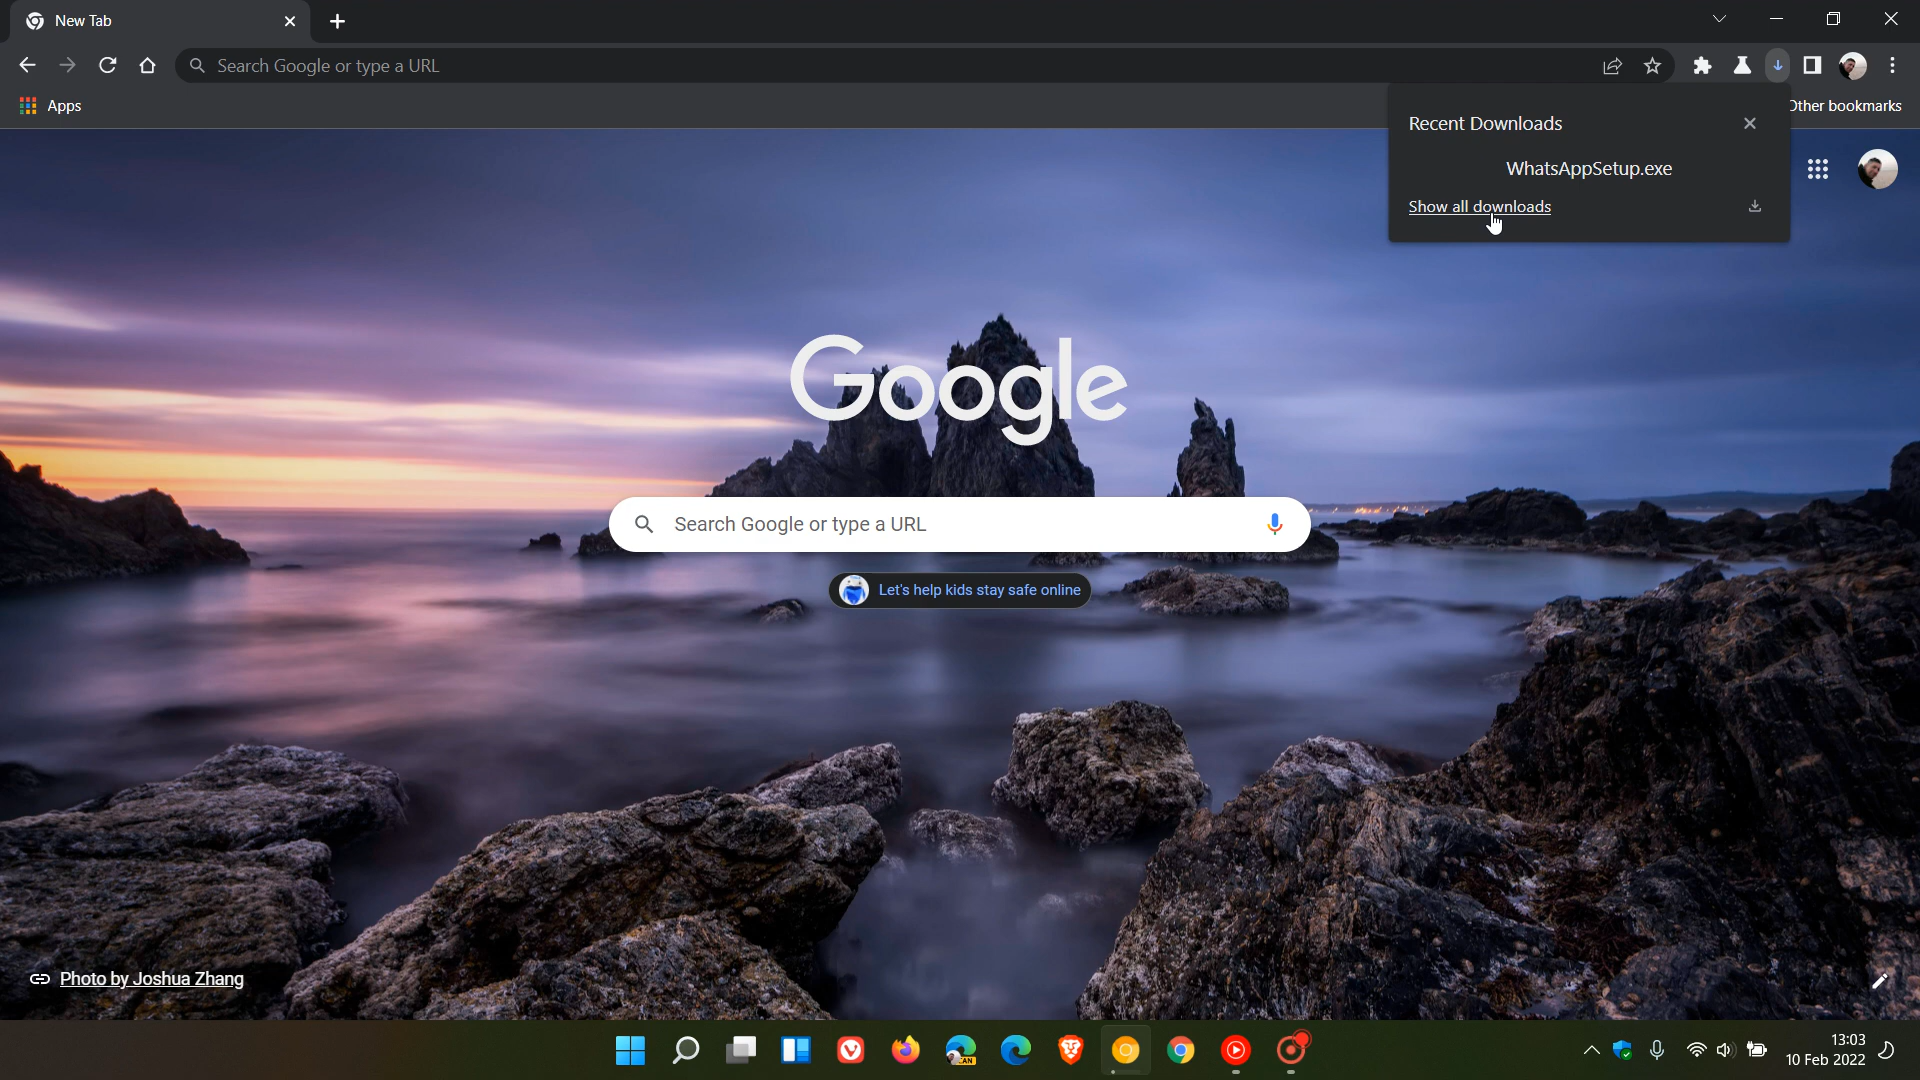 New Tab
Search Google or type a URL
Apps
Other bookmarks
Recent Downloads
WhatsAppSetup.exe
Show all downloads
Google
Search Google or type a URL
Let's help kids stay safe online
Photo by Joshua Zhang
CAN
13:03
10 Feb 2022